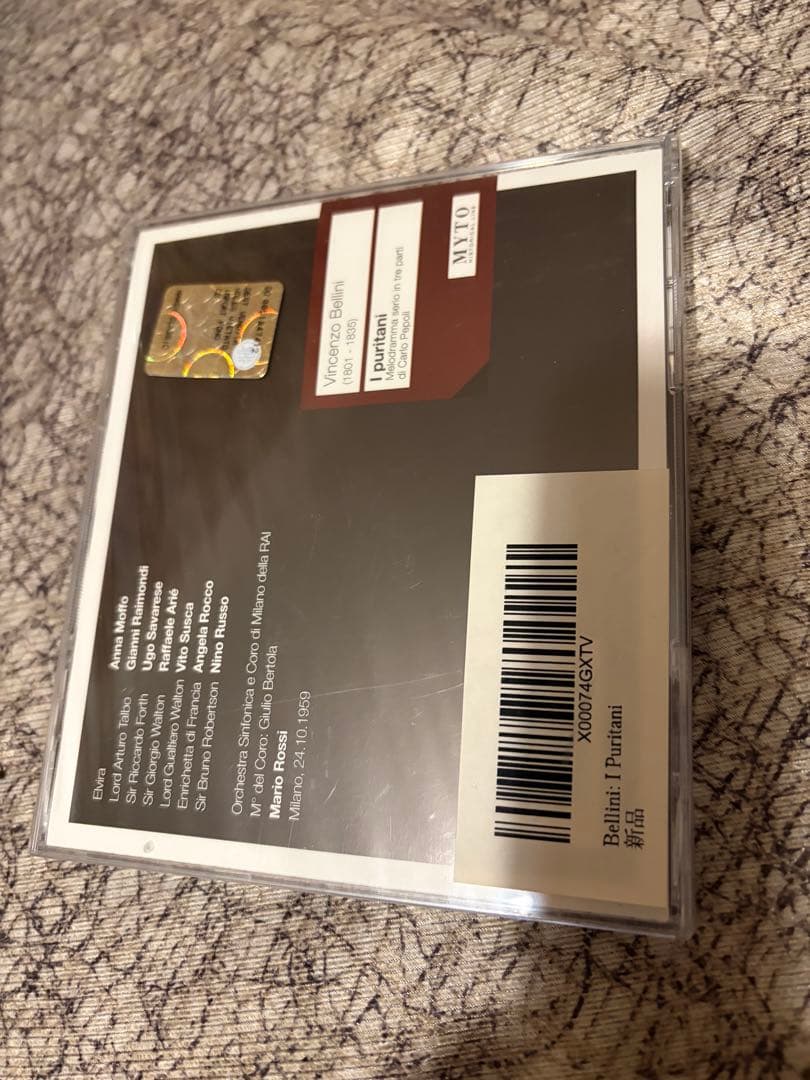 Elvira Anna Moffo
Lord Arturo Talbo Gianni Raimondi
Sir Riccardo Forth Ugo Savarese
Sir Giorgio Walton Raffaele Arié
Lord Gualtiero Walton Vito Susca
Enrichetta di Francia Angela Rocco
Sir Bruno Robertson Nino Russo
Orchestra Sinfonica e Coro di Milano della RAI
M° del Coro: Giulio Bertola
Mario Rossi
Milano, 24.10.1959
Vincenzo Bellini
(1801 - 1835)
I puritani
Melodramma serio in tre parti
di Carlo Pepoli
MYTO
HISTORICAL LINE
X00074GXTV
Bellini: I Puritani
新品